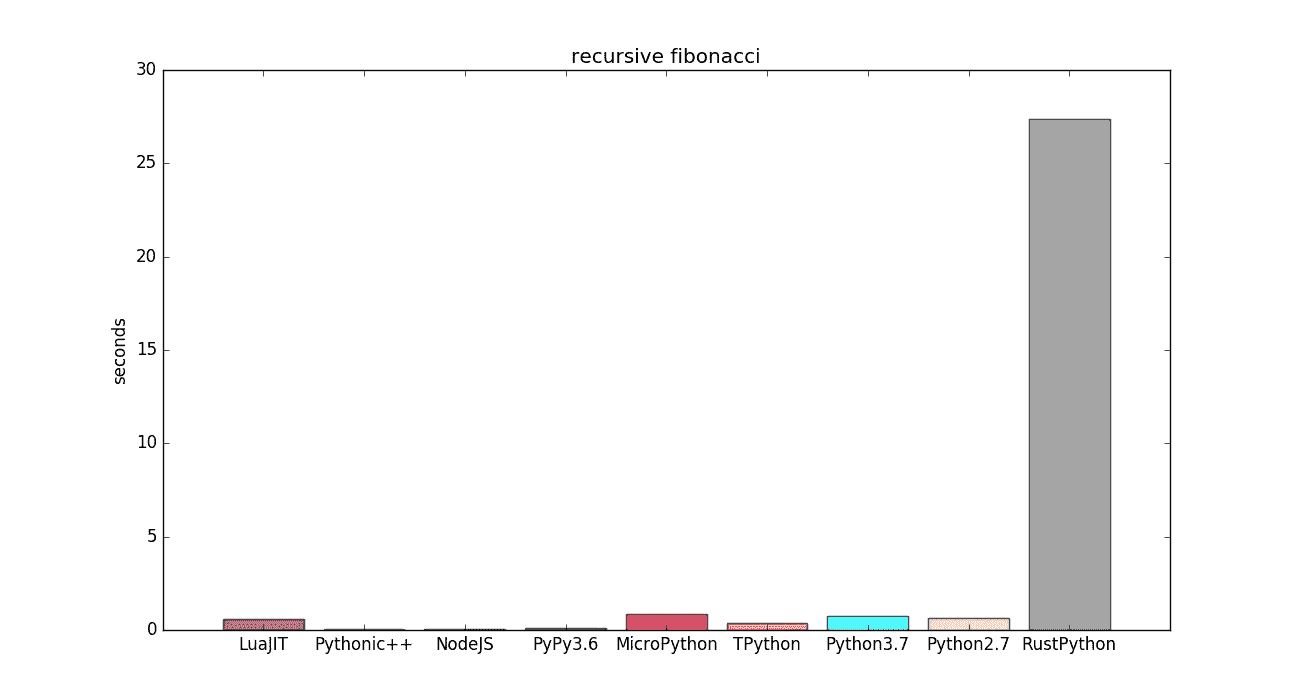 recursive fibonacci
30
25
20
15
10
5
0
seconds
LuaJIT Pythonic++ NodeJS PyPy3.6 MicroPython TPython Python3.7 Python2.7 RustPython